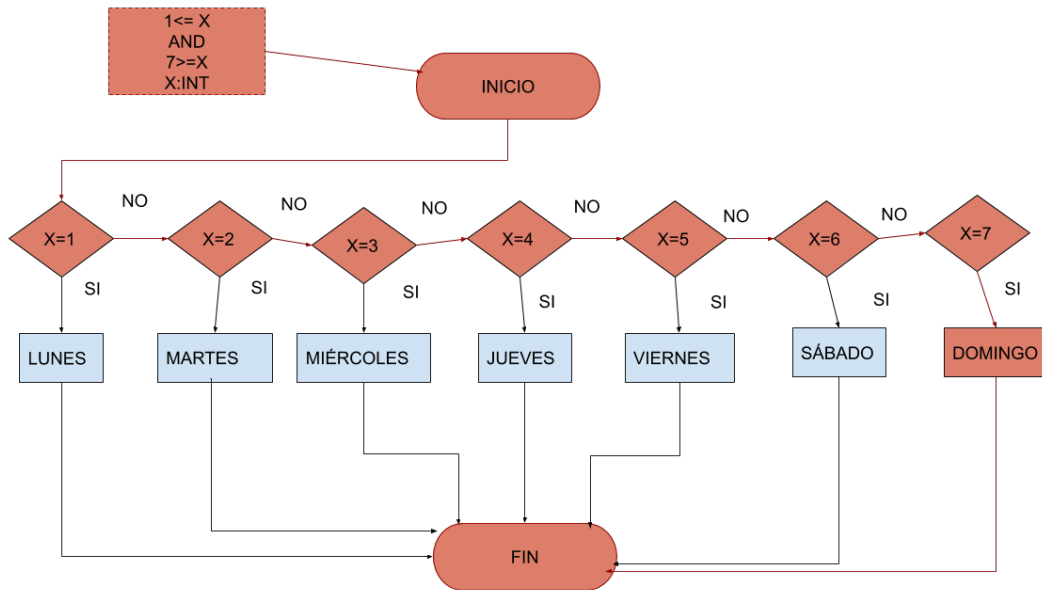 1<= X
AND
7>=X
X:INT
INICIO
NO
NO
NO
NO
NO
NO
X=1
X=2
X=3
X=4
X=5
X=6
X=7
SI
SI
SI
SI
SI
SI
SI
LUNES
MARTES
MIÉRCOLES
JUEVES
VIERNES
SÁBADO
DOMINGO
FIN